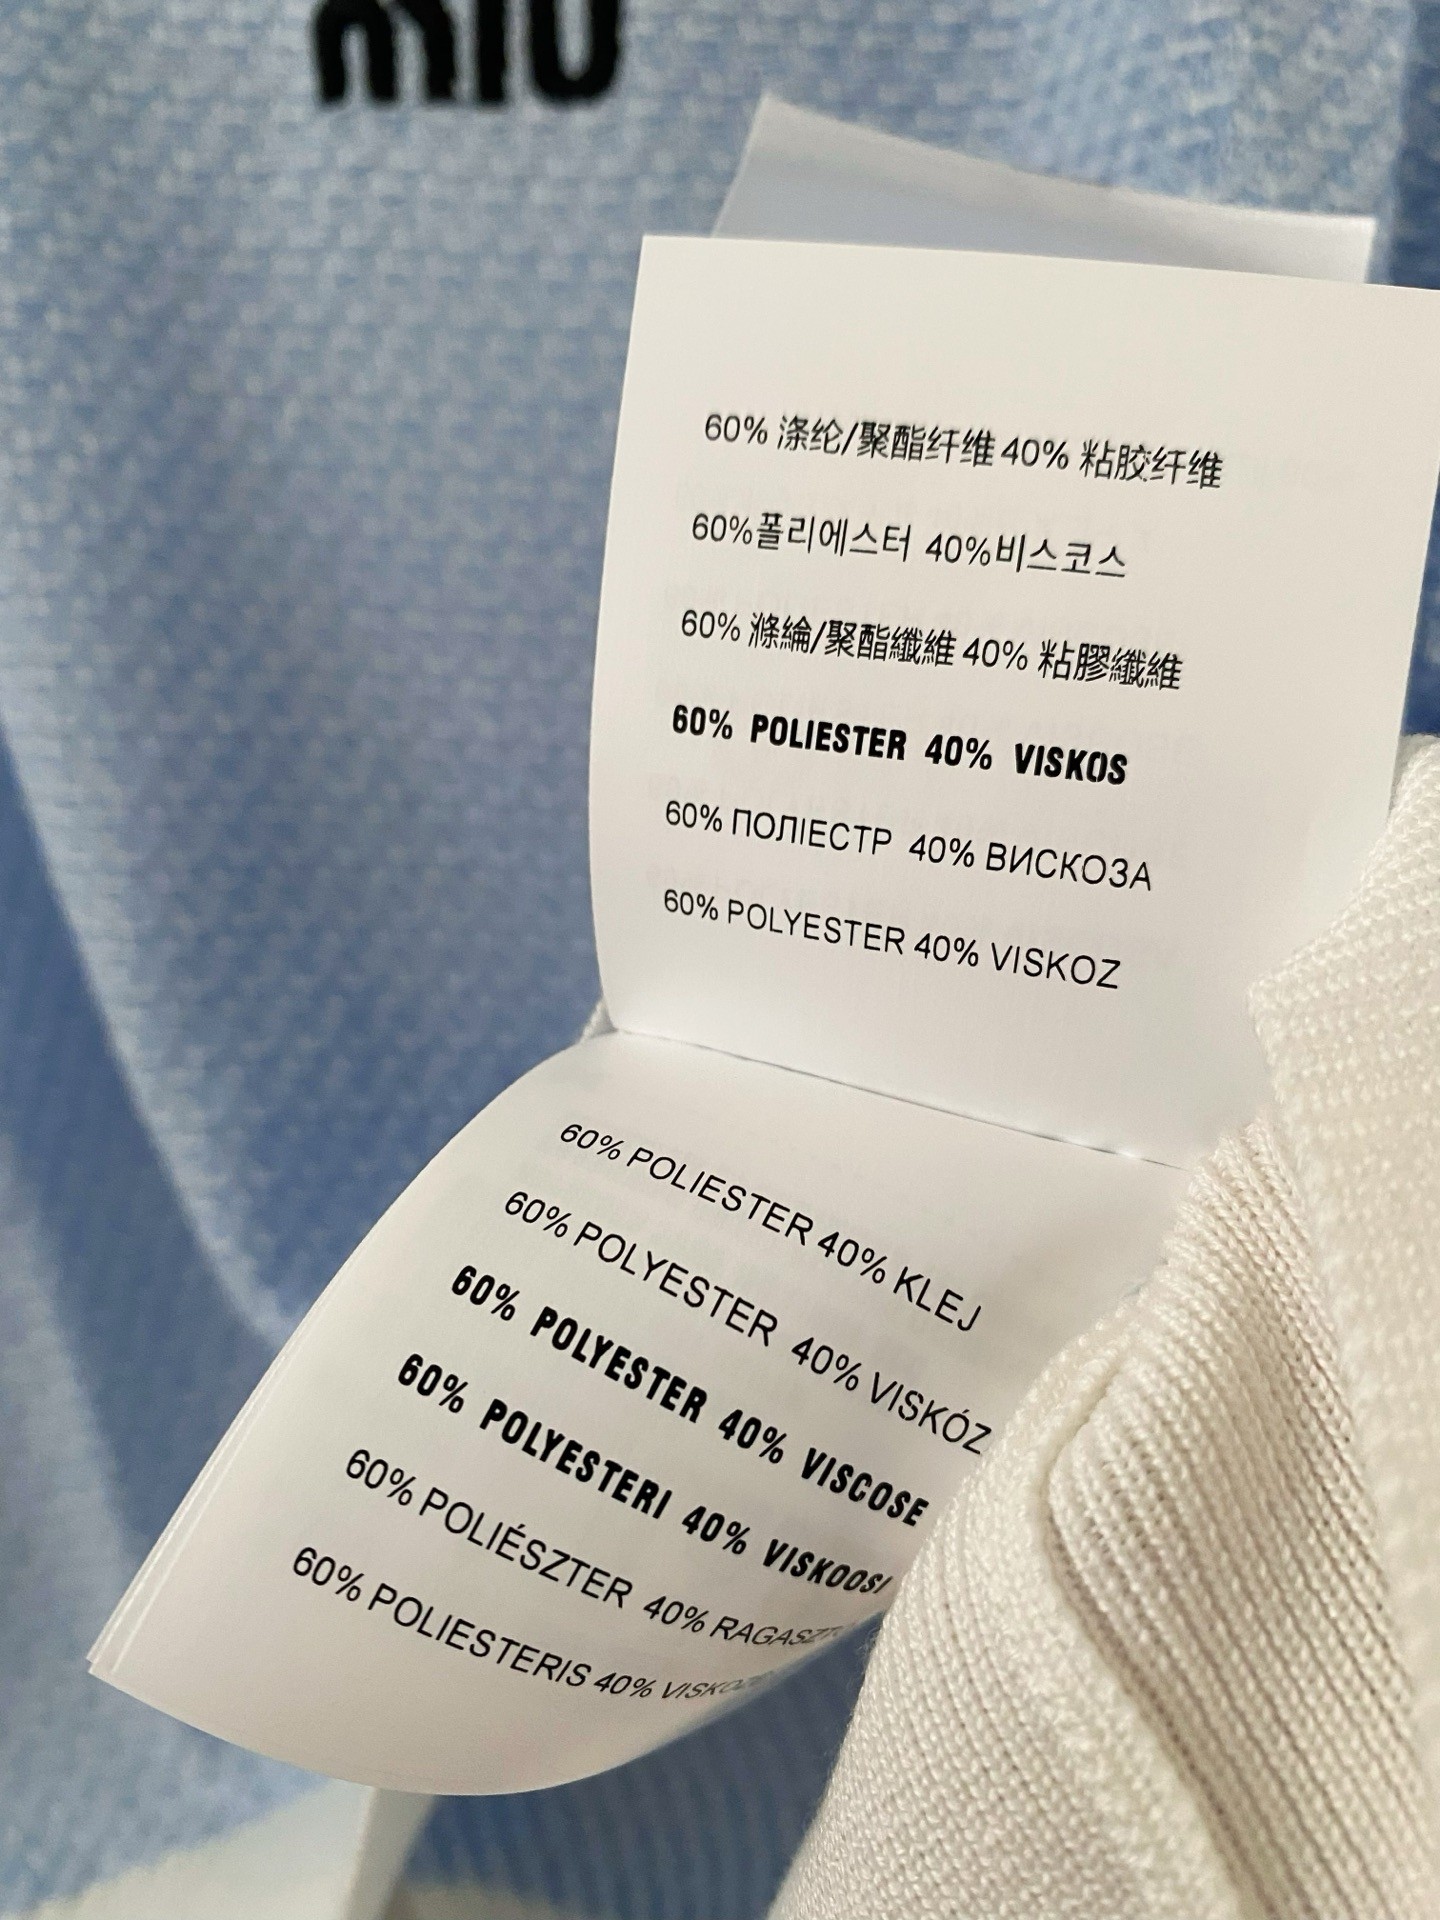 MIU
60% 涤纶/聚酯纤维 40% 粘胶纤维
60%폴리에스터 40%비스코스
60% 滌綸/聚酯纖維 40% 粘膠纖維
60% POLIESTER 40% VISKOS
60% ПОЛІЕСТР 40% ВИСКОЗА
60% POLYESTER 40% VISKOZ
60% POLIESTER 40% KLEJ
60% POLYESTER 40% VISKÓZ
60% POLYESTER 40% VISCOSE
60% POLYESTERI 40% VISKOOSI
60% POLIÉSZTER 40%
60% POLIESTERIS 40%